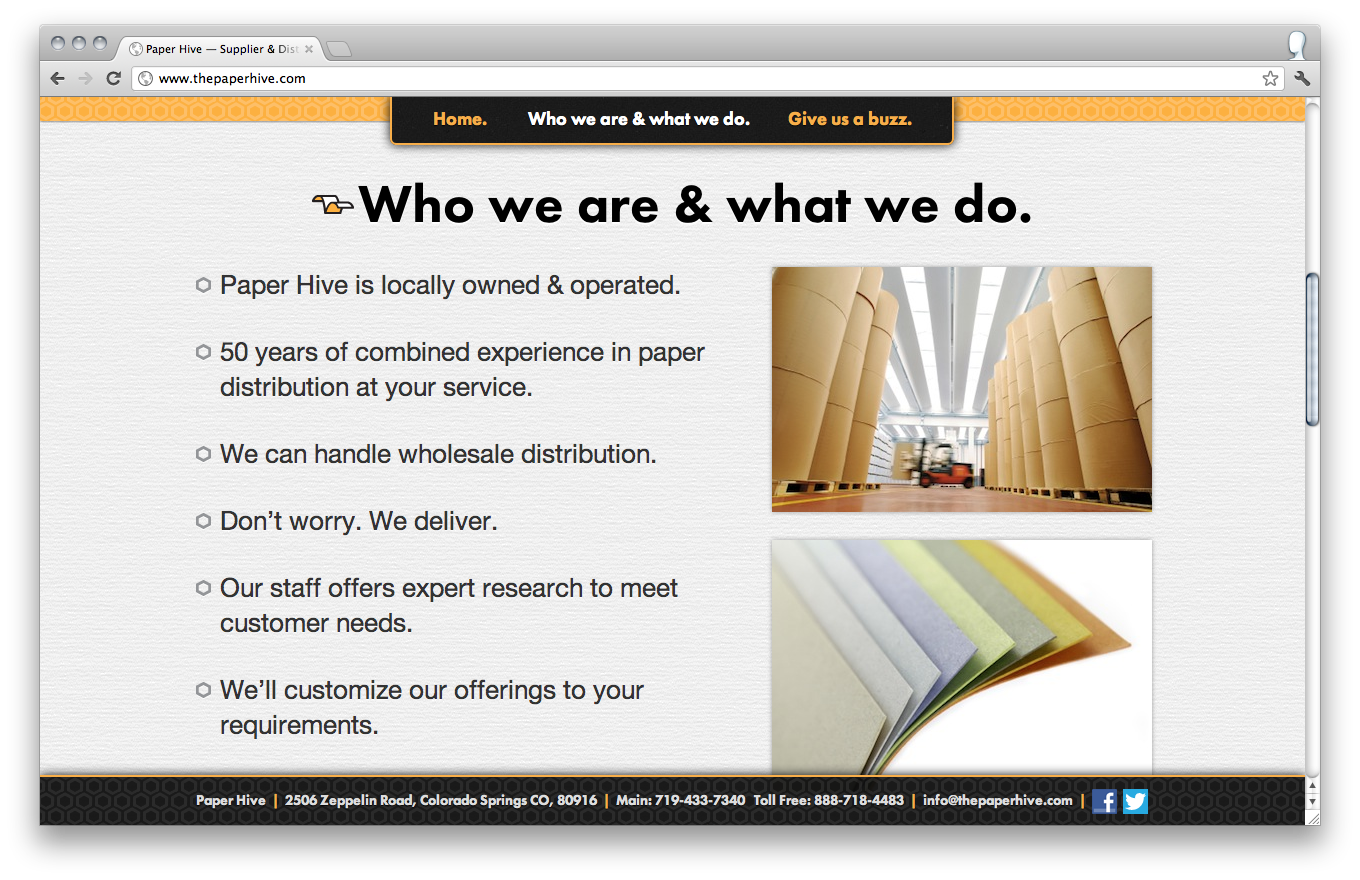 Paper Hive — Supplier & Dist
www.thepaperhive.com
Home. Who we are & what we do. Give us a buzz.
Who we are & what we do.
Paper Hive is locally owned & operated.
50 years of combined experience in paper
distribution at your service.
We can handle wholesale distribution.
Don’t worry. We deliver.
Our staff offers expert research to meet
customer needs.
We’ll customize our offerings to your
requirements.
Paper Hive | 2506 Zeppelin Road, Colorado Springs CO, 80916 | Main: 719-433-7340 Toll Free: 888-718-4483 | info@thepaperhive.com |